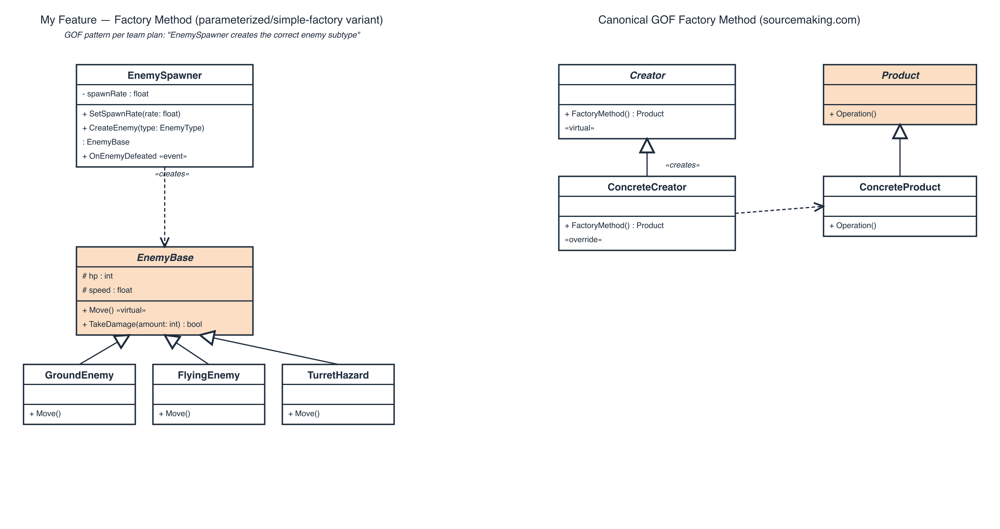 My Feature — Factory Method (parameterized/simple-factory variant)
GOF pattern per team plan: "EnemySpawner creates the correct enemy subtype"
EnemySpawner
- spawnRate : float
+ SetSpawnRate(rate: float)
+ CreateEnemy(type: EnemyType)
: EnemyBase
+ OnEnemyDefeated «event»
«creates»
EnemyBase
# hp : int
# speed : float
+ Move() «virtual»
+ TakeDamage(amount: int) : bool
GroundEnemy
+ Move()
FlyingEnemy
+ Move()
TurretHazard
+ Move()
Canonical GOF Factory Method (sourcemaking.com)
Creator
+ FactoryMethod() : Product
«virtual»
Product
+ Operation()
«creates»
ConcreteCreator
+ FactoryMethod() : Product
«override»
ConcreteProduct
+ Operation()